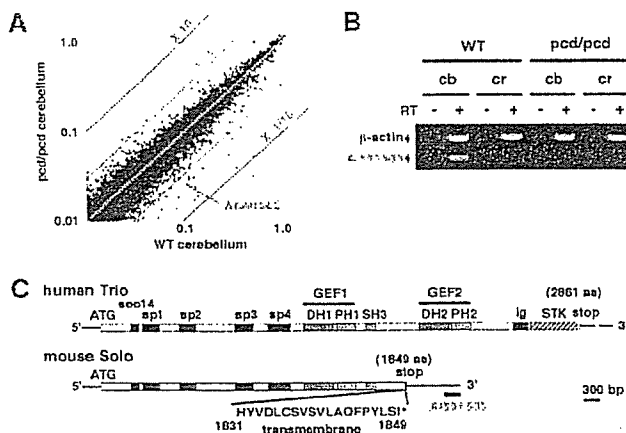 A
1.0
0.1
0.01
pcd/pcd cerebellum
0.1
1.0
WT cerebellum
B
WT pcd/pcd
cb cr cb cr
RT - + - + - + - +
β-actin
C
human Trio
(2861 aa)
ATG
sec14
sp1 sp2 sp3 sp4
GEF1
DH1 PH1 SH3
GEF2
DH2 PH2
Ig
STK stop
5' 3'
mouse Solo
(1849 aa)
ATG
stop
5' 3'
HYVDLCSVSVLAQFPYLSI*
1831 transmembrane 1849
300 bp